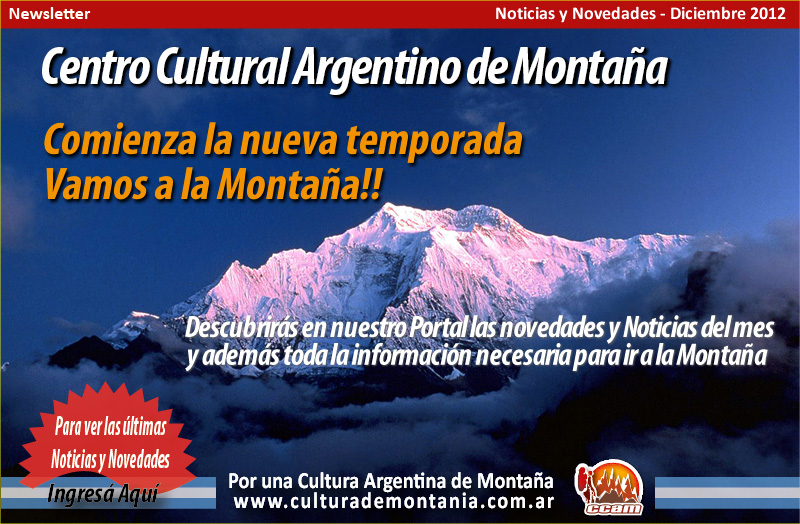 Newsletter
Noticias y Novedades - Diciembre 2012
Centro Cultural Argentino de Montaña
Comienza la nueva temporada
Vamos a la Montaña!!
Descubrirás en nuestro Portal las novedades y Noticias del mes
y además toda la información necesaria para ir a la Montaña
Para ver las últimas
Noticias y Novedades
Ingresá Aquí
Por una Cultura Argentina de Montaña
www.culturademontania.com.ar
ccam